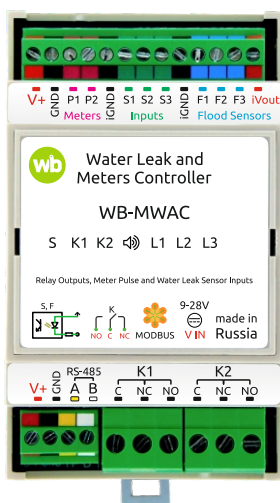 V+ GND P1 P2 iGND S1 S2 S3 iGND F1 F2 F3 iVout
Meters Inputs Flood Sensors
wb
Water Leak and
Meters Controller
WB-MWAC
S K1 K2 L1 L2 L3
Relay Outputs, Meter Pulse and Water Leak Sensor Inputs
S, F K 9-28V
NO C NC MODBUS V IN made in
Russia
RS-485 K1 K2
V+ GND A B C NC NO C NC NO